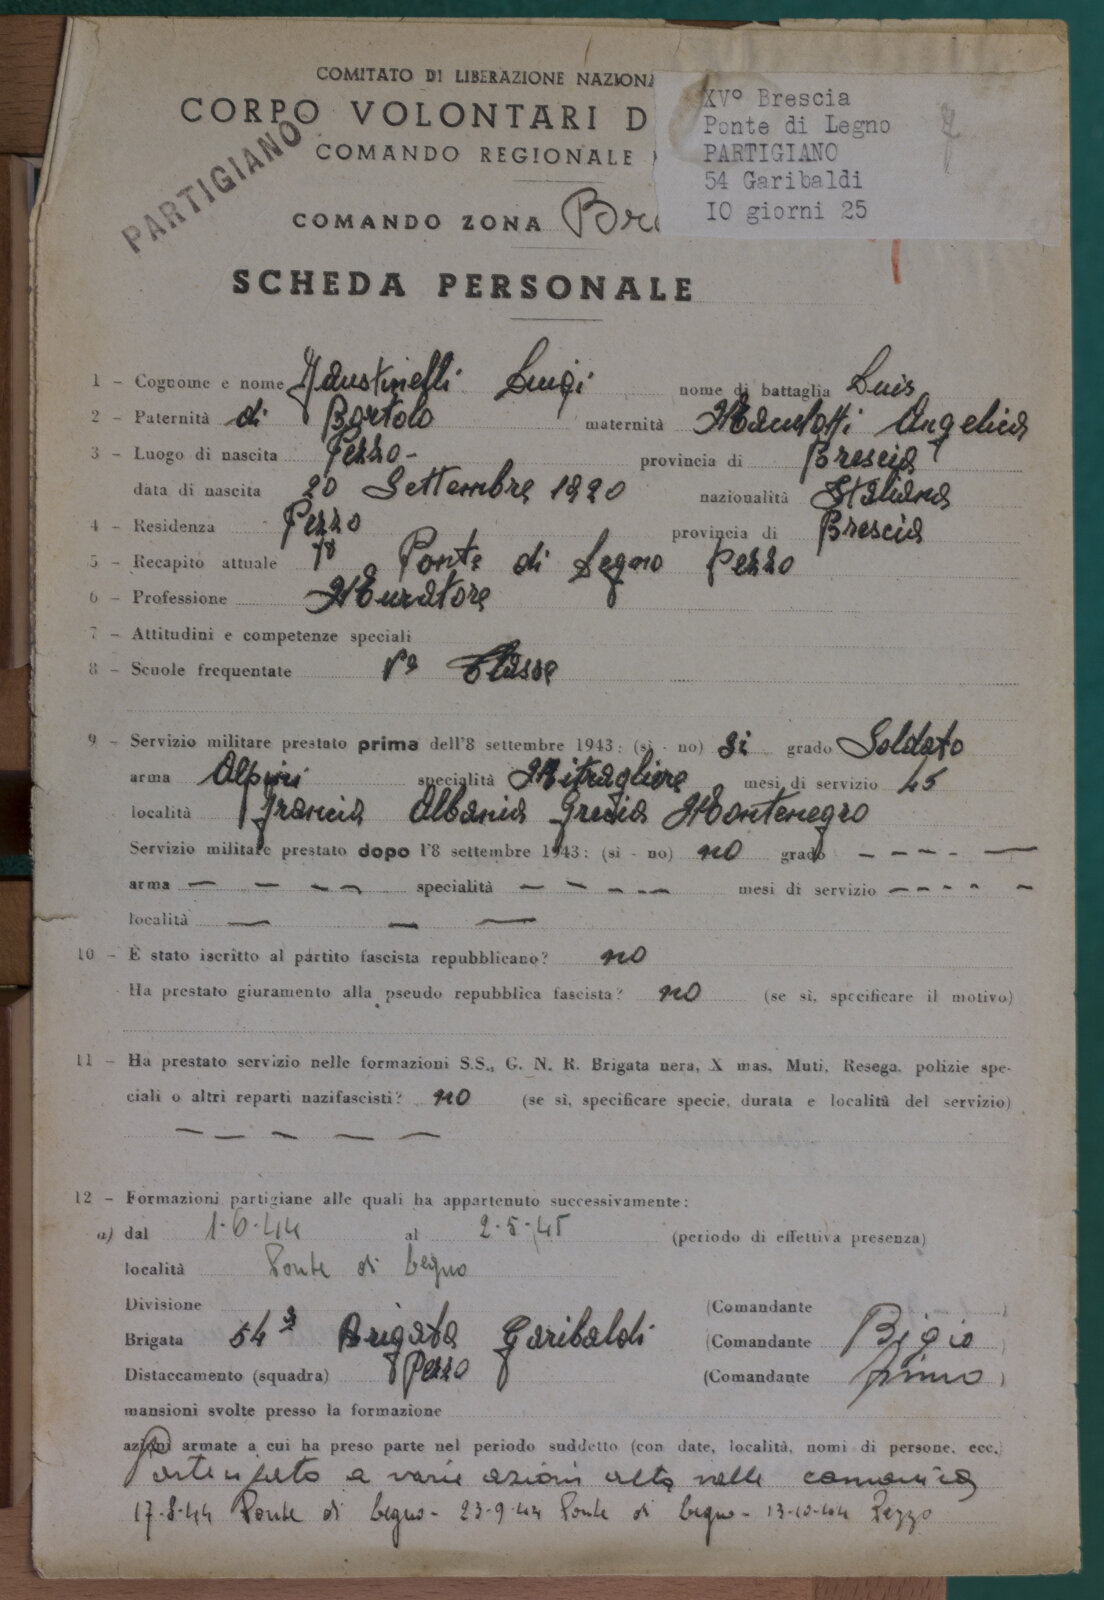 COMITATO DI LIBERAZIONE NAZIONA
CORPO VOLONTARI D
COMANDO REGIONALE
PARTIGIANO
XV° Brescia
Ponte di Legno
PARTIGIANO
54 Garibaldi
IO giorni 25
COMANDO ZONA Bre
SCHEDA PERSONALE
1 - Cognome e nome Faustinelli Luigi nome di battaglia Luis
2 - Paternità di Bortolo maternità Angelica
3 - Luogo di nascita Pezzo - provincia di Brescia
data di nascita 20 Settembre 1920 nazionalità Italiana
4 - Residenza Pezzo provincia di Brescia
5 - Recapito attuale Ponte di Legno Pezzo
6 - Professione Muratore
7 - Attitudini e competenze speciali
8 - Scuole frequentate Va Classe
9 - Servizio militare prestato prima dell'8 settembre 1943: (sì - no) si grado Soldato
arma Alpini specialità Mitragliere mesi di servizio 45
località Francia Albania Grecia Montenegro
Servizio militare prestato dopo l'8 settembre 1943: (sì - no) no grado - - - - -
arma - - - - specialità - - - - - mesi di servizio - - - - -
località - - -
10 - È stato iscritto al partito fascista repubblicano? no
Ha prestato giuramento alla pseudo repubblica fascista? no (se sì, specificare il motivo)
11 - Ha prestato servizio nelle formazioni S.S., G. N. R. Brigata nera, X mas, Muti, Resega, polizie spe-
ciali o altri reparti nazifascisti? no (se sì, specificare specie, durata e località del servizio)
- - - - -
12 - Formazioni partigiane alle quali ha appartenuto successivamente:
a) dal 1-6-44 al 2-5-45 (periodo di effettiva presenza)
località Ponte di Legno
Divisione (Comandante )
Brigata 54a Brigata Garibaldi (Comandante Bigio )
Distaccamento (squadra) Pezzo (Comandante Primo )
mansioni svolte presso la formazione
azioni armate a cui ha preso parte nel periodo suddetto (con date, località, nomi di persone, ecc.)
a varie azioni alta valle camonica
17-8-44 Ponte di Legno - 23-9-44 Ponte di Legno - 13-10-44 Pezzo